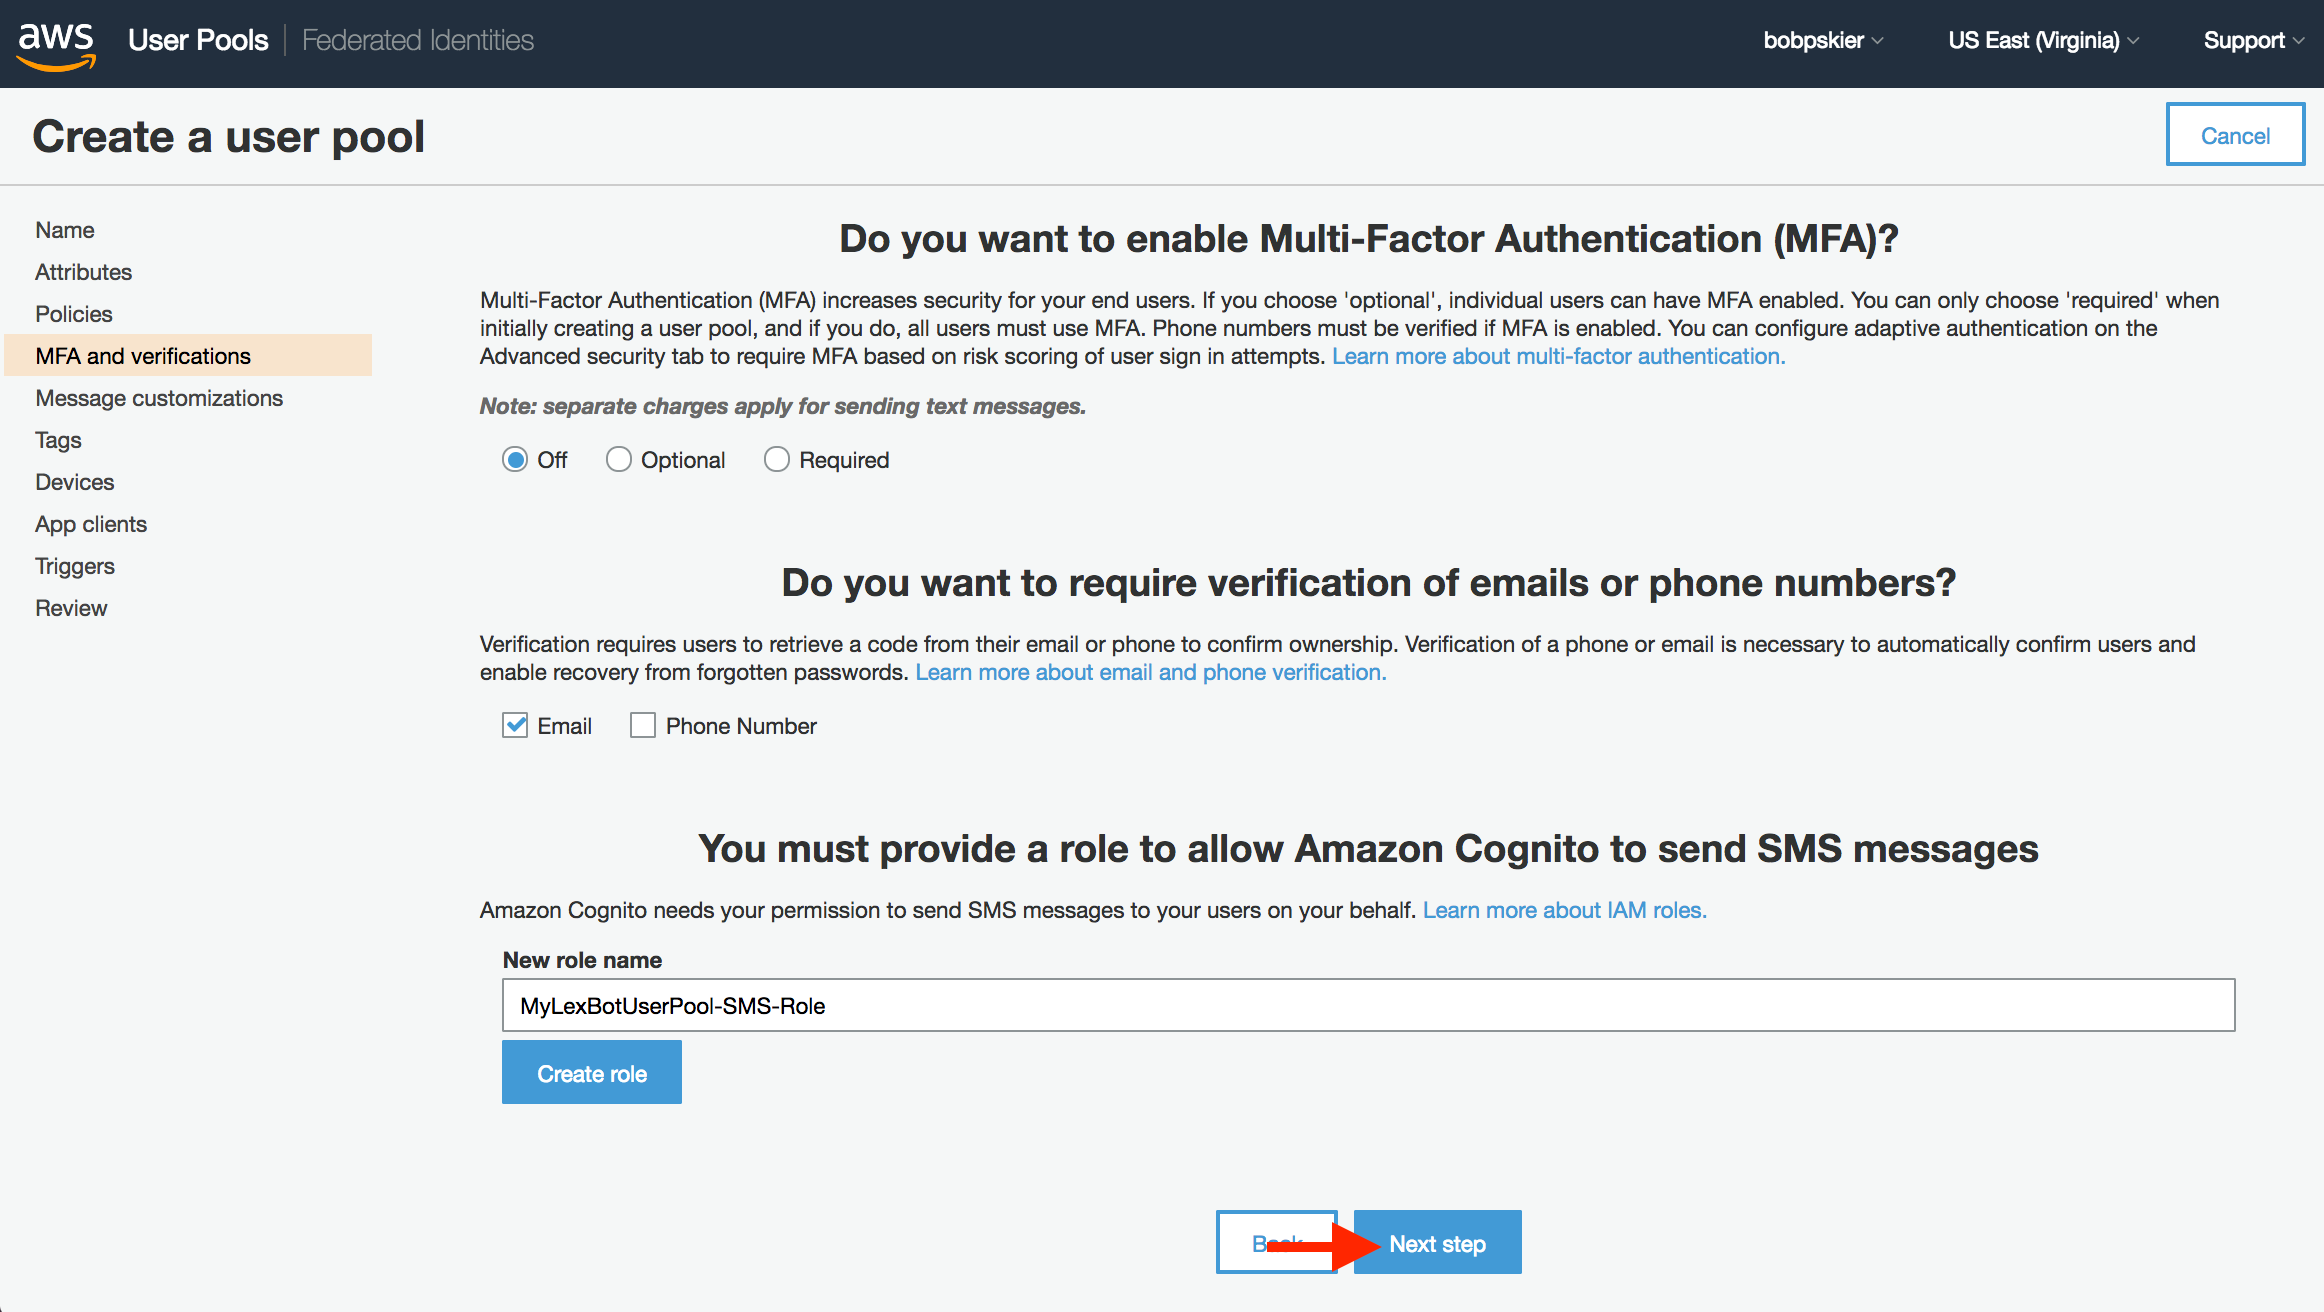 aws
User Pools
Federated Identities
bobpskier
US East (Virginia)
Support
Create a user pool
Cancel
Name
Attributes
Policies
MFA and verifications
Message customizations
Tags
Devices
App clients
Triggers
Review
Do you want to enable Multi-Factor Authentication (MFA)?
Multi-Factor Authentication (MFA) increases security for your end users. If you choose 'optional', individual users can have MFA enabled. You can only choose 'required' when
initially creating a user pool, and if you do, all users must use MFA. Phone numbers must be verified if MFA is enabled. You can configure adaptive authentication on the
Advanced security tab to require MFA based on risk scoring of user sign in attempts. Learn more about multi-factor authentication.
Note: separate charges apply for sending text messages.
Off
Optional
Required
Do you want to require verification of emails or phone numbers?
Verification requires users to retrieve a code from their email or phone to confirm ownership. Verification of a phone or email is necessary to automatically confirm users and
enable recovery from forgotten passwords. Learn more about email and phone verification.
Email
Phone Number
You must provide a role to allow Amazon Cognito to send SMS messages
Amazon Cognito needs your permission to send SMS messages to your users on your behalf. Learn more about IAM roles.
New role name
MyLexBotUserPool-SMS-Role
Create role
Back
Next step